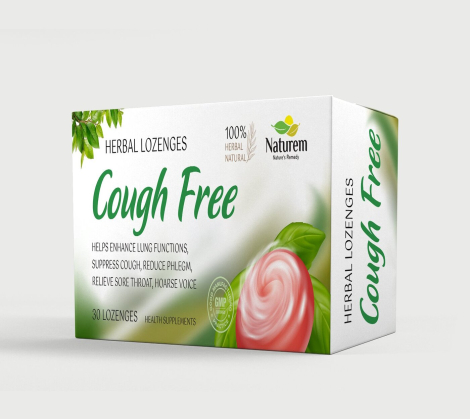 HERBAL LOZENGES
100%
HERBAL
NATURAL
Naturem
Nature's Remedy
Cough Free
HELPS ENHANCE LUNG FUNCTIONS,
SUPPRESS COUGH, REDUCE PHLEGM,
RELIEVE SORE THROAT, HOARSE VOICE
GMP
30 LOZENGES
HEALTH SUPPLEMENTS
HERBAL LOZENGES
Cough Free